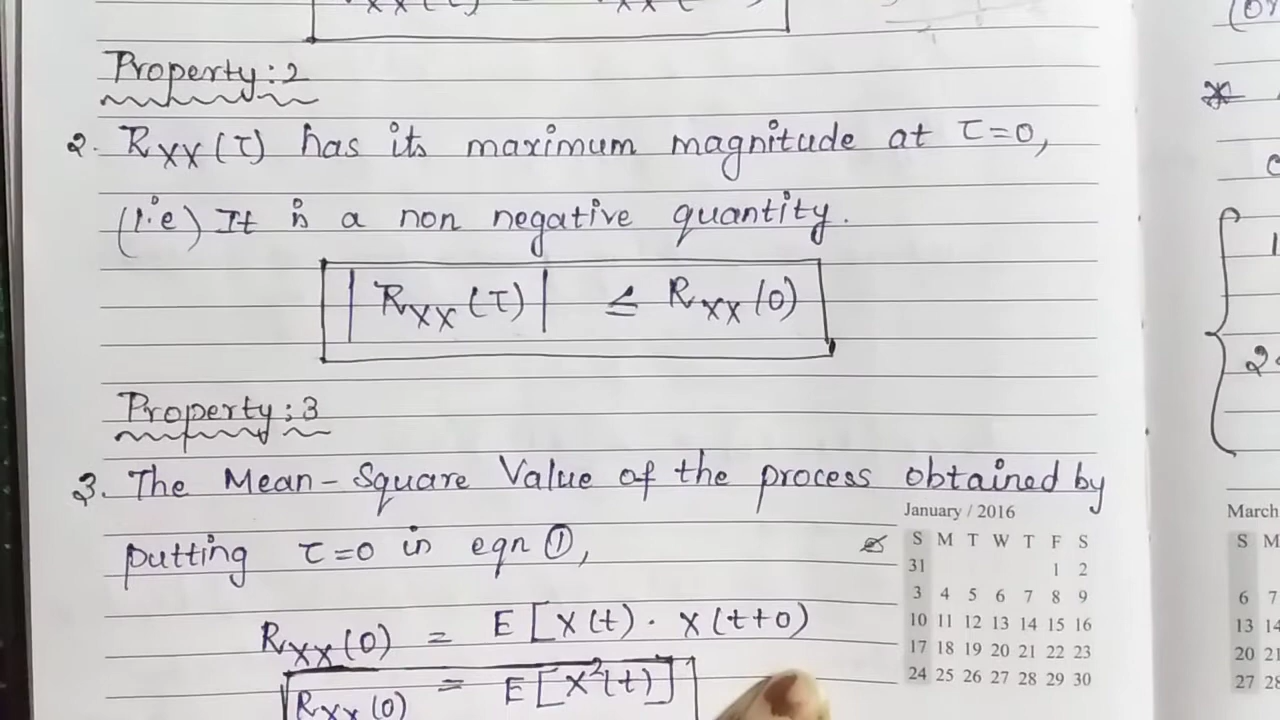 Property : 2
2. RXX(τ) has its maximum magnitude at τ=0,
(i.e) It is a non negative quantity.
|RXX(τ)| ≤ RXX(0)
Property : 3
3. The Mean-Square Value of the process obtained by
putting τ=0 in eqn ①,
RXX(0) = E[X(t). X(t+0)
RXX(0) = E[X²(t)]
January / 2016
S M T W T F S
31 1 2
3 4 5 6 7 8 9
10 11 12 13 14 15 16
17 18 19 20 21 22 23
24 25 26 27 28 29 30
March
S M
6 7
13 14
20 21
27 28